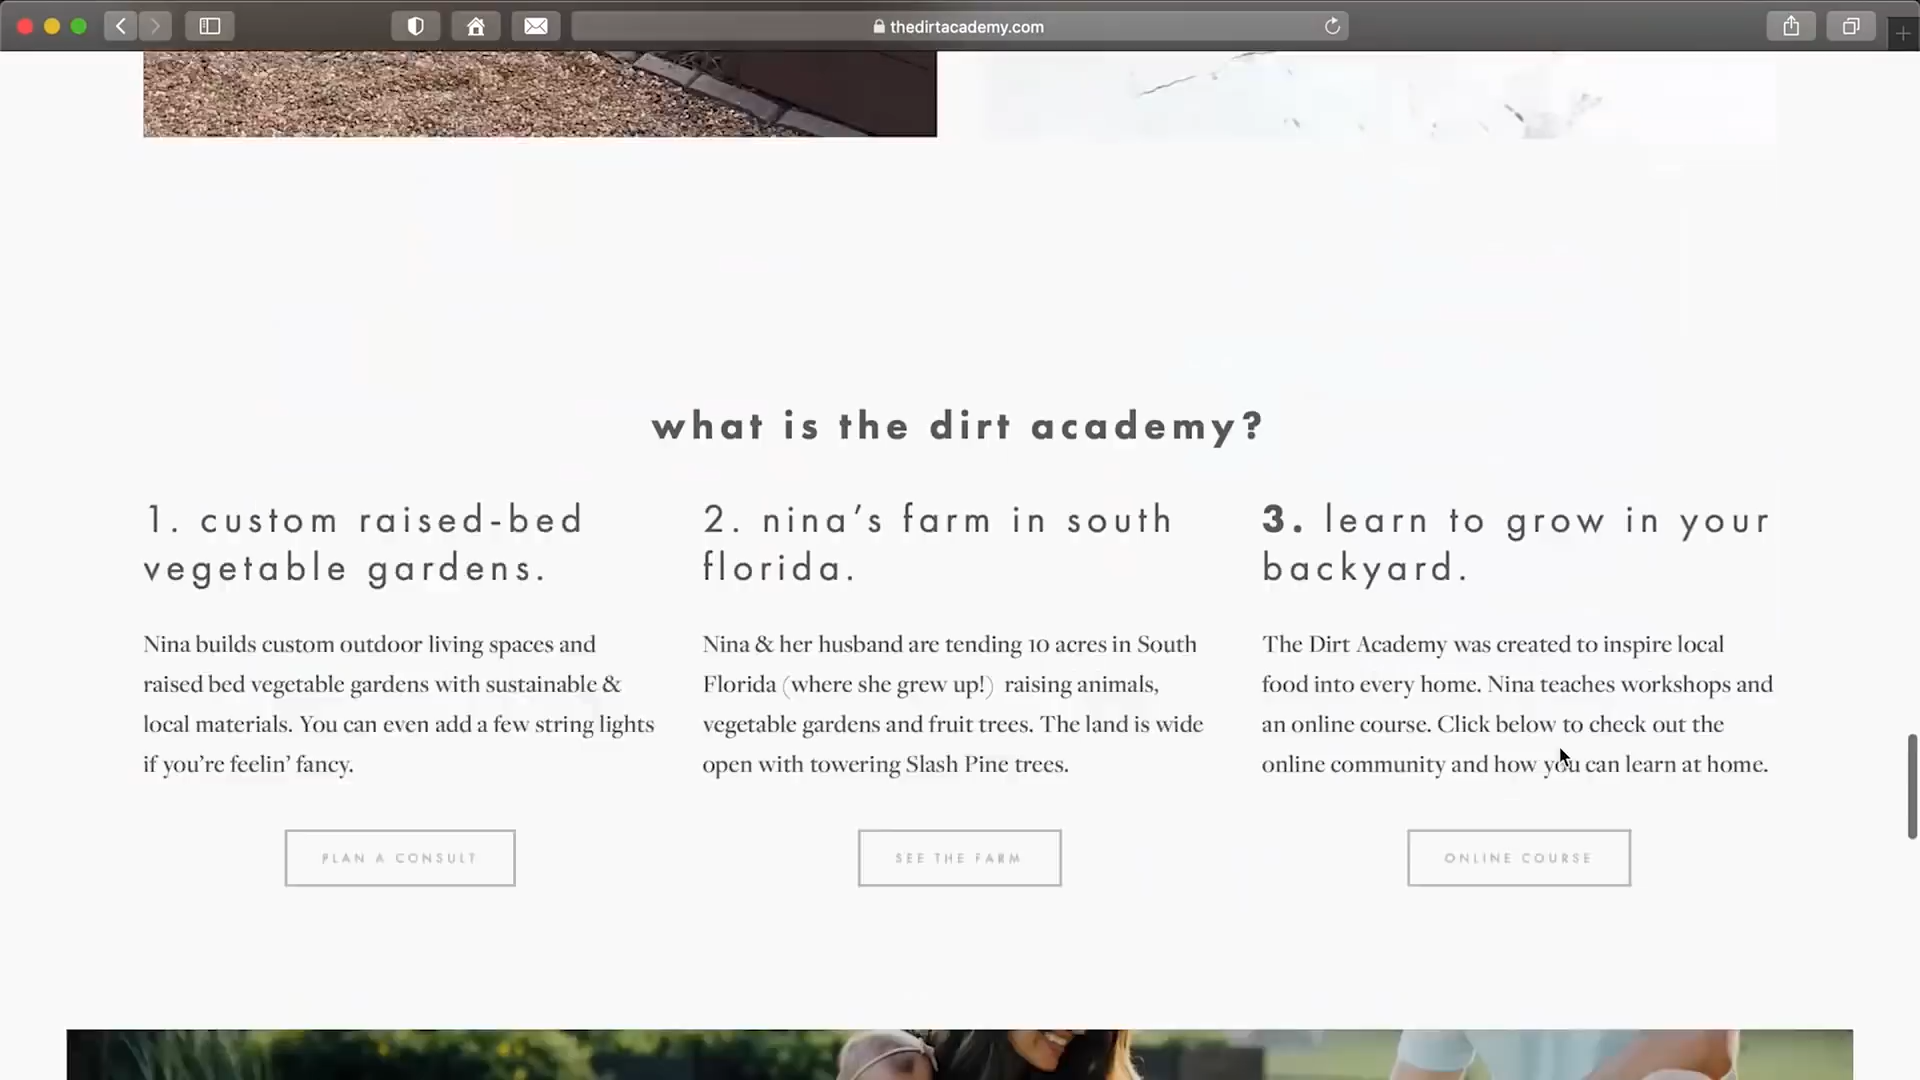 thedirtacademy.com
what is the dirt academy?
1. custom raised-bed
vegetable gardens.
Nina builds custom outdoor living spaces and
raised bed vegetable gardens with sustainable &
local materials. You can even add a few string lights
if you’re feelin’ fancy.
PLAN A CONSULT
2. nina’s farm in south
florida.
Nina & her husband are tending 10 acres in South
Florida (where she grew up!) raising animals,
vegetable gardens and fruit trees. The land is wide
open with towering Slash Pine trees.
SEE THE FARM
3. learn to grow in your
backyard.
The Dirt Academy was created to inspire local
food into every home. Nina teaches workshops and
an online course. Click below to check out the
online community and how you can learn at home.
ONLINE COURSE